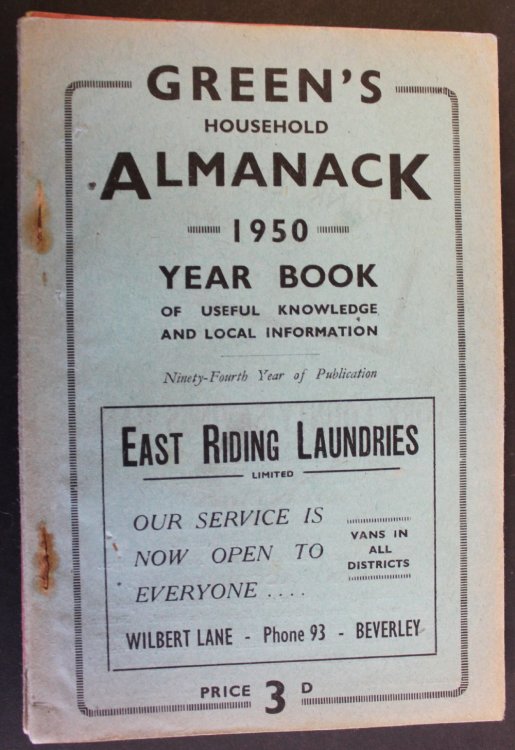 GREEN'S
HOUSEHOLD
ALMANACK
1950
YEAR BOOK
OF USEFUL KNOWLEDGE
AND LOCAL INFORMATION
Ninety-Fourth Year of Publication
EAST RIDING LAUNDRIES
LIMITED
OUR SERVICE IS
NOW OPEN TO
EVERYONE ....
VANS IN
ALL
DISTRICTS
WILBERT LANE - Phone 93 - BEVERLEY
PRICE 3 D